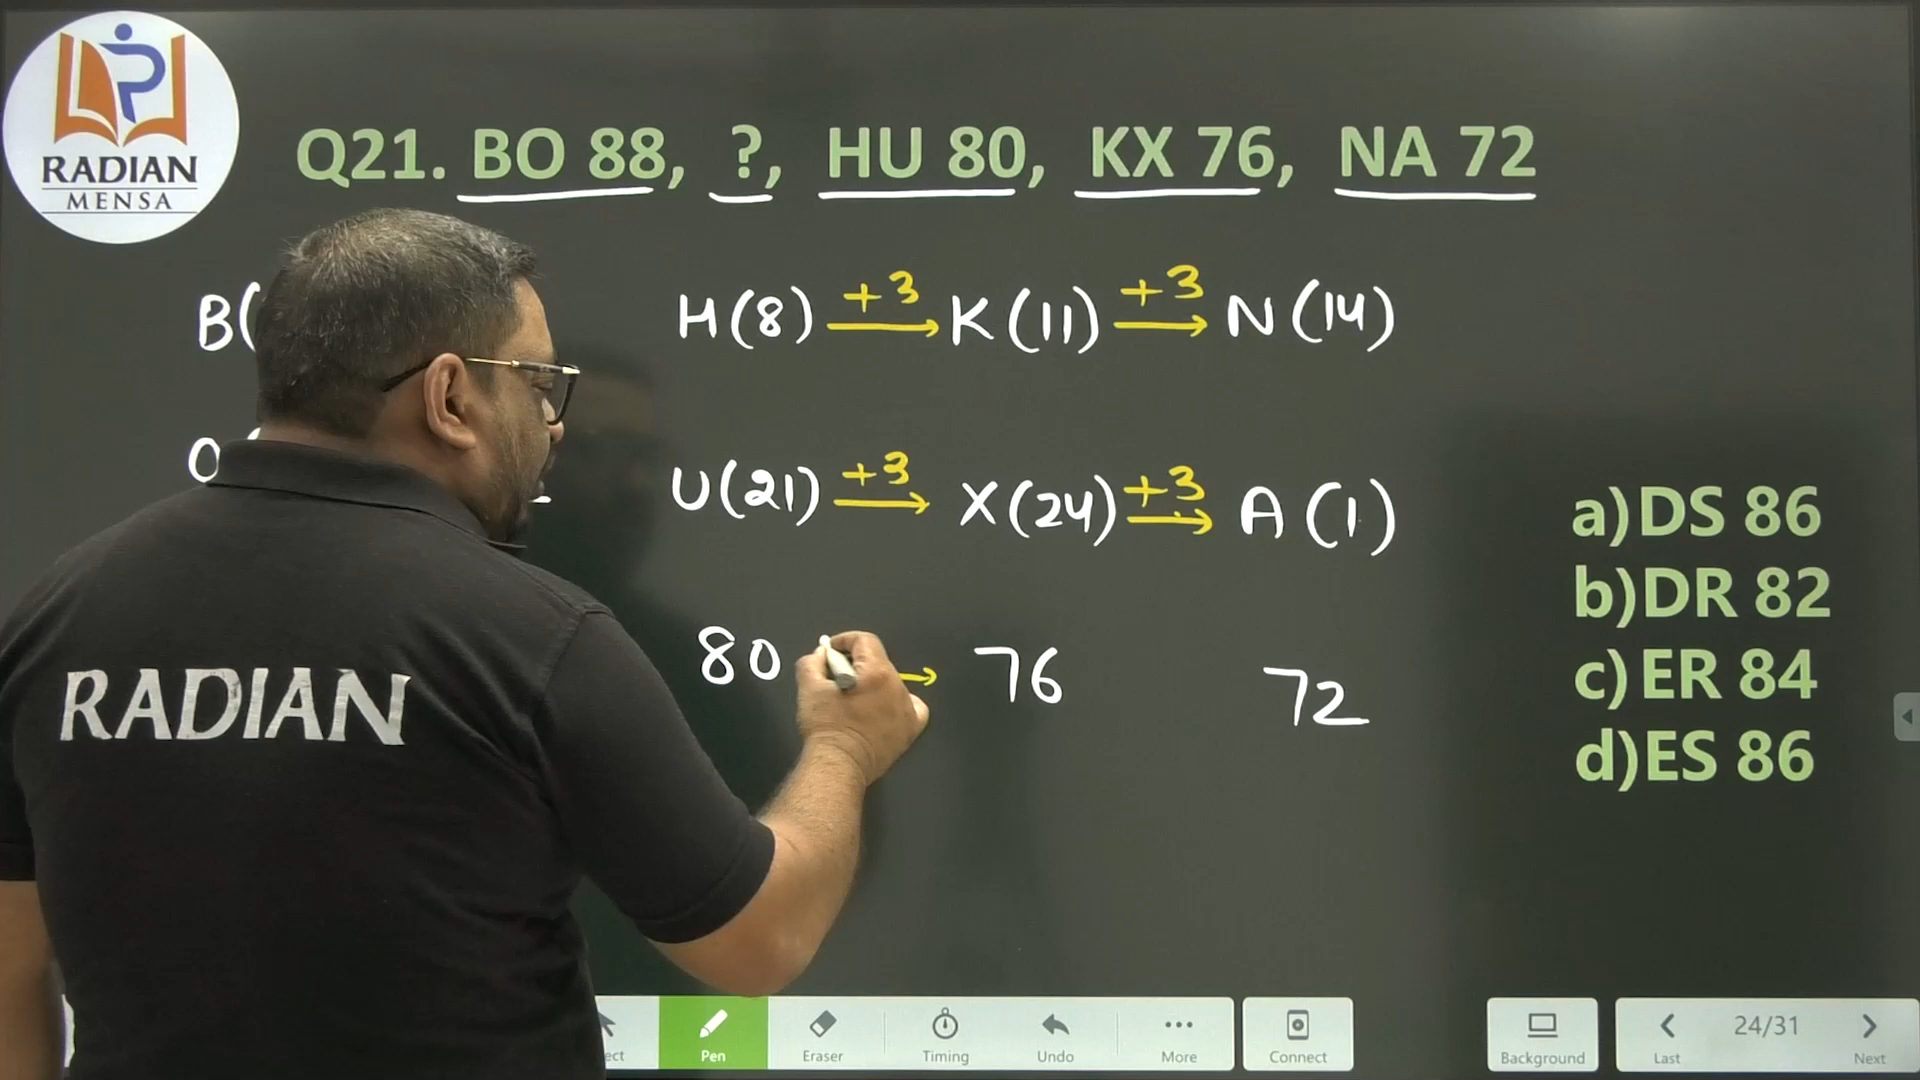 RADIAN
MENSA
Q21. BO 88, ?, HU 80, KX 76, NA 72
B( H(8) +3 K(11) +3 N(14)
O U(21) +3 X(24) +3 A(1)
80 76 72
a)DS 86
b)DR 82
c)ER 84
d)ES 86
RADIAN
ect Pen Eraser Timing Undo More Connect Background Last 24/31 Next